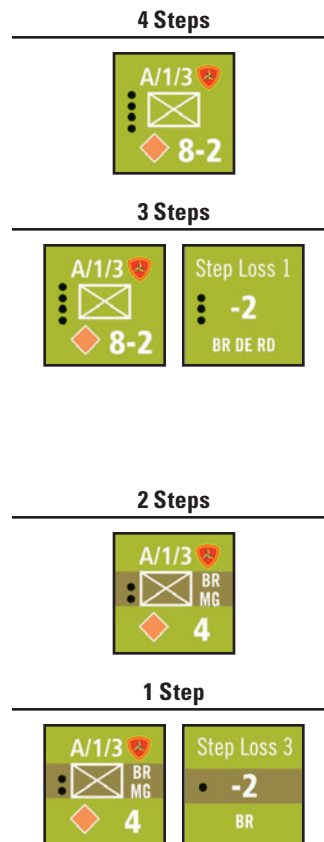 4 Steps
A/1/3
8-2
3 Steps
A/1/3
8-2
Step Loss 1
-2
BR DE RD
2 Steps
A/1/3
BR
MG
4
1 Step
A/1/3
BR
MG
4
Step Loss 3
-2
BR